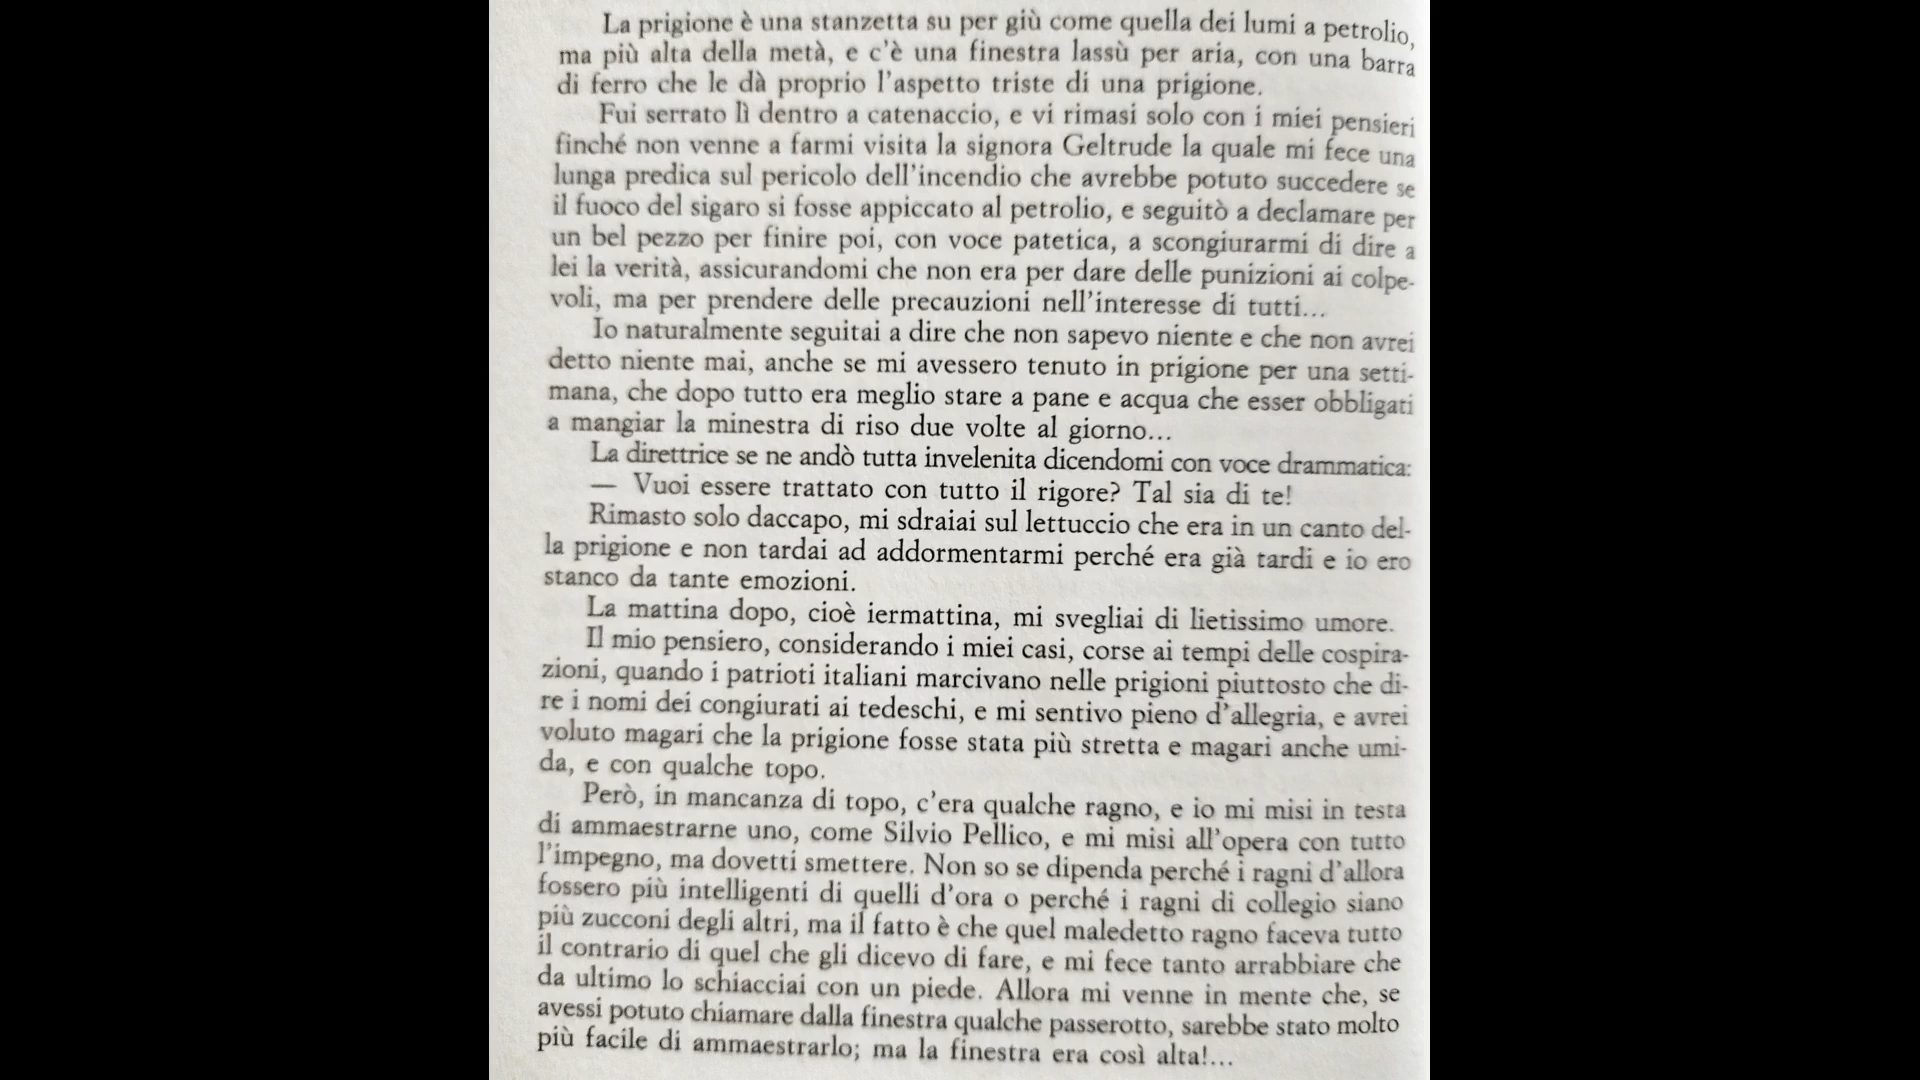 La prigione è una stanzetta su per giù come quella dei lumi a petrolio,
ma più alta della metà, e c'è una finestra lassù per aria, con una barra
di ferro che le dà proprio l'aspetto triste di una prigione.
Fui serrato lì dentro a catenaccio, e vi rimasi solo con i miei pensieri
finché non venne a farmi visita la signora Geltrude la quale mi fece una
lunga predica sul pericolo dell'incendio che avrebbe potuto succedere se
il fuoco del sigaro si fosse appiccato al petrolio, e seguitò a declamare per
un bel pezzo per finire poi, con voce patetica, a scongiurarmi di dire a
lei la verità, assicurandomi che non era per dare delle punizioni ai colpe-
voli, ma per prendere delle precauzioni nell'interesse di tutti...
Io naturalmente seguitai a dire che non sapevo niente e che non avrei
detto niente mai, anche se mi avessero tenuto in prigione per una setti-
mana, che dopo tutto era meglio stare a pane e acqua che esser obbligati
a mangiar la minestra di riso due volte al giorno...
La direttrice se ne andò tutta invelenita dicendomi con voce drammatica:
— Vuoi essere trattato con tutto il rigore? Tal sia di te!
Rimasto solo daccapo, mi sdraiai sul lettuccio che era in un canto del-
la prigione e non tardai ad addormentarmi perché era già tardi e io ero
stanco da tante emozioni.
La mattina dopo, cioè iermattina, mi svegliai di lietissimo umore.
Il mio pensiero, considerando i miei casi, corse ai tempi delle cospira-
zioni, quando i patrioti italiani marcivano nelle prigioni piuttosto che di-
re i nomi dei congiurati ai tedeschi, e mi sentivo pieno d'allegria, e avrei
voluto magari che la prigione fosse stata più stretta e magari anche umi-
da, e con qualche topo.
Però, in mancanza di topo, c'era qualche ragno, e io mi misi in testa
di ammaestrarne uno, come Silvio Pellico, e mi misi all'opera con tutto
l'impegno, ma dovetti smettere. Non so se dipenda perché i ragni d'allora
fossero più intelligenti di quelli d'ora o perché i ragni di collegio siano
più zucconi degli altri, ma il fatto è che quel maledetto ragno faceva tutto
il contrario di quel che gli dicevo di fare, e mi fece tanto arrabbiare che
da ultimo lo schiacciai con un piede. Allora mi venne in mente che, se
avessi potuto chiamare dalla finestra qualche passerotto, sarebbe stato molto
più facile di ammaestrarlo; ma la finestra era così alta!...